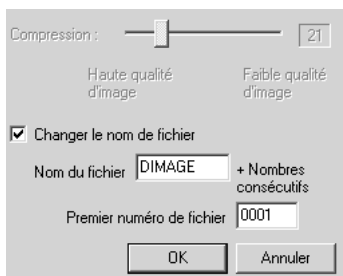 Compression : 21
Haute qualité Faible qualité
d'image d'image
Changer le nom de fichier
Nom du fichier DIMAGE + Nombres
consécutifs
Premier numéro de fichier 0001
OK Annuler